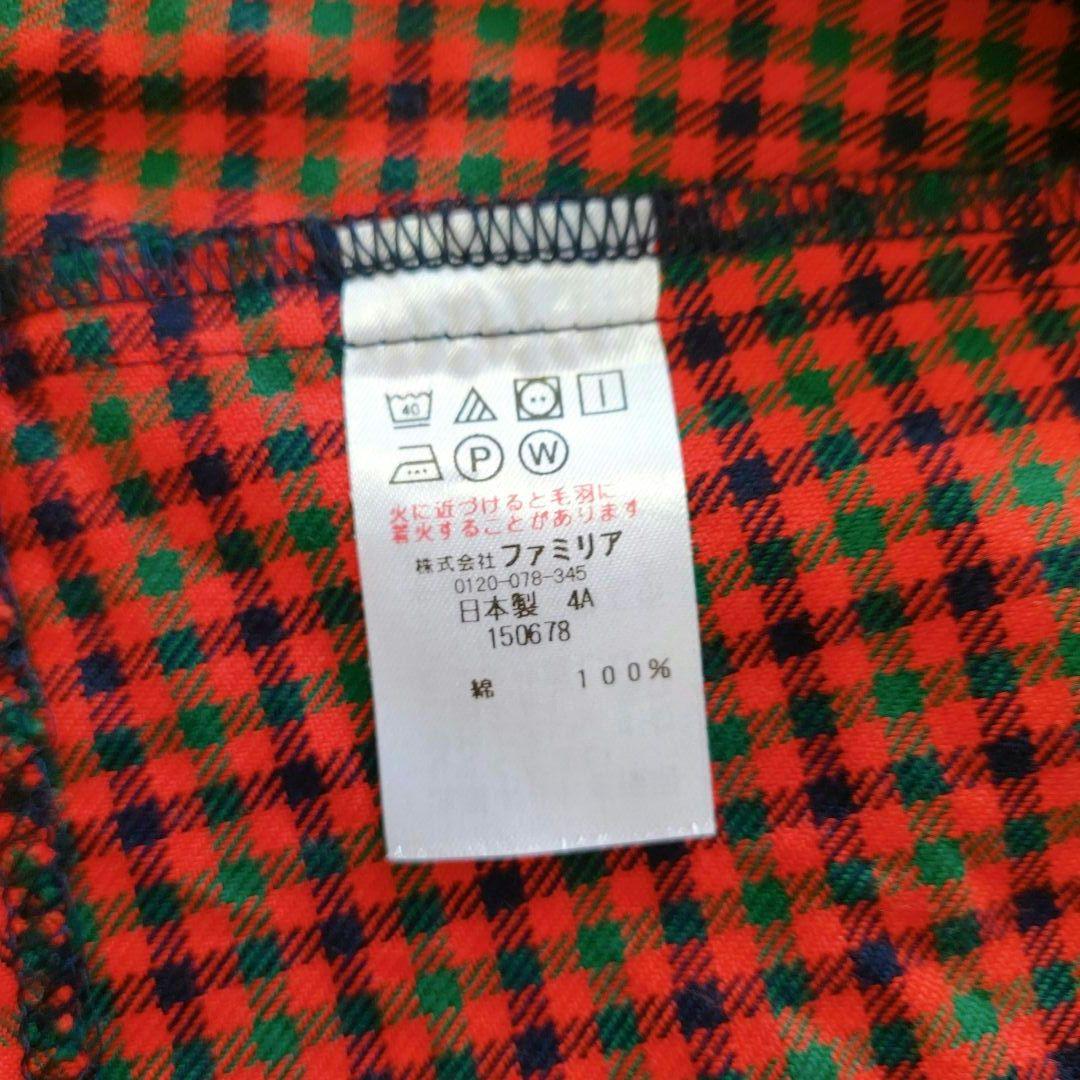 40
P W
火に近づけると毛羽に
着火することがあります
株式会社ファミリア
0120-078-345
日本製 4A
150678
綿 100%